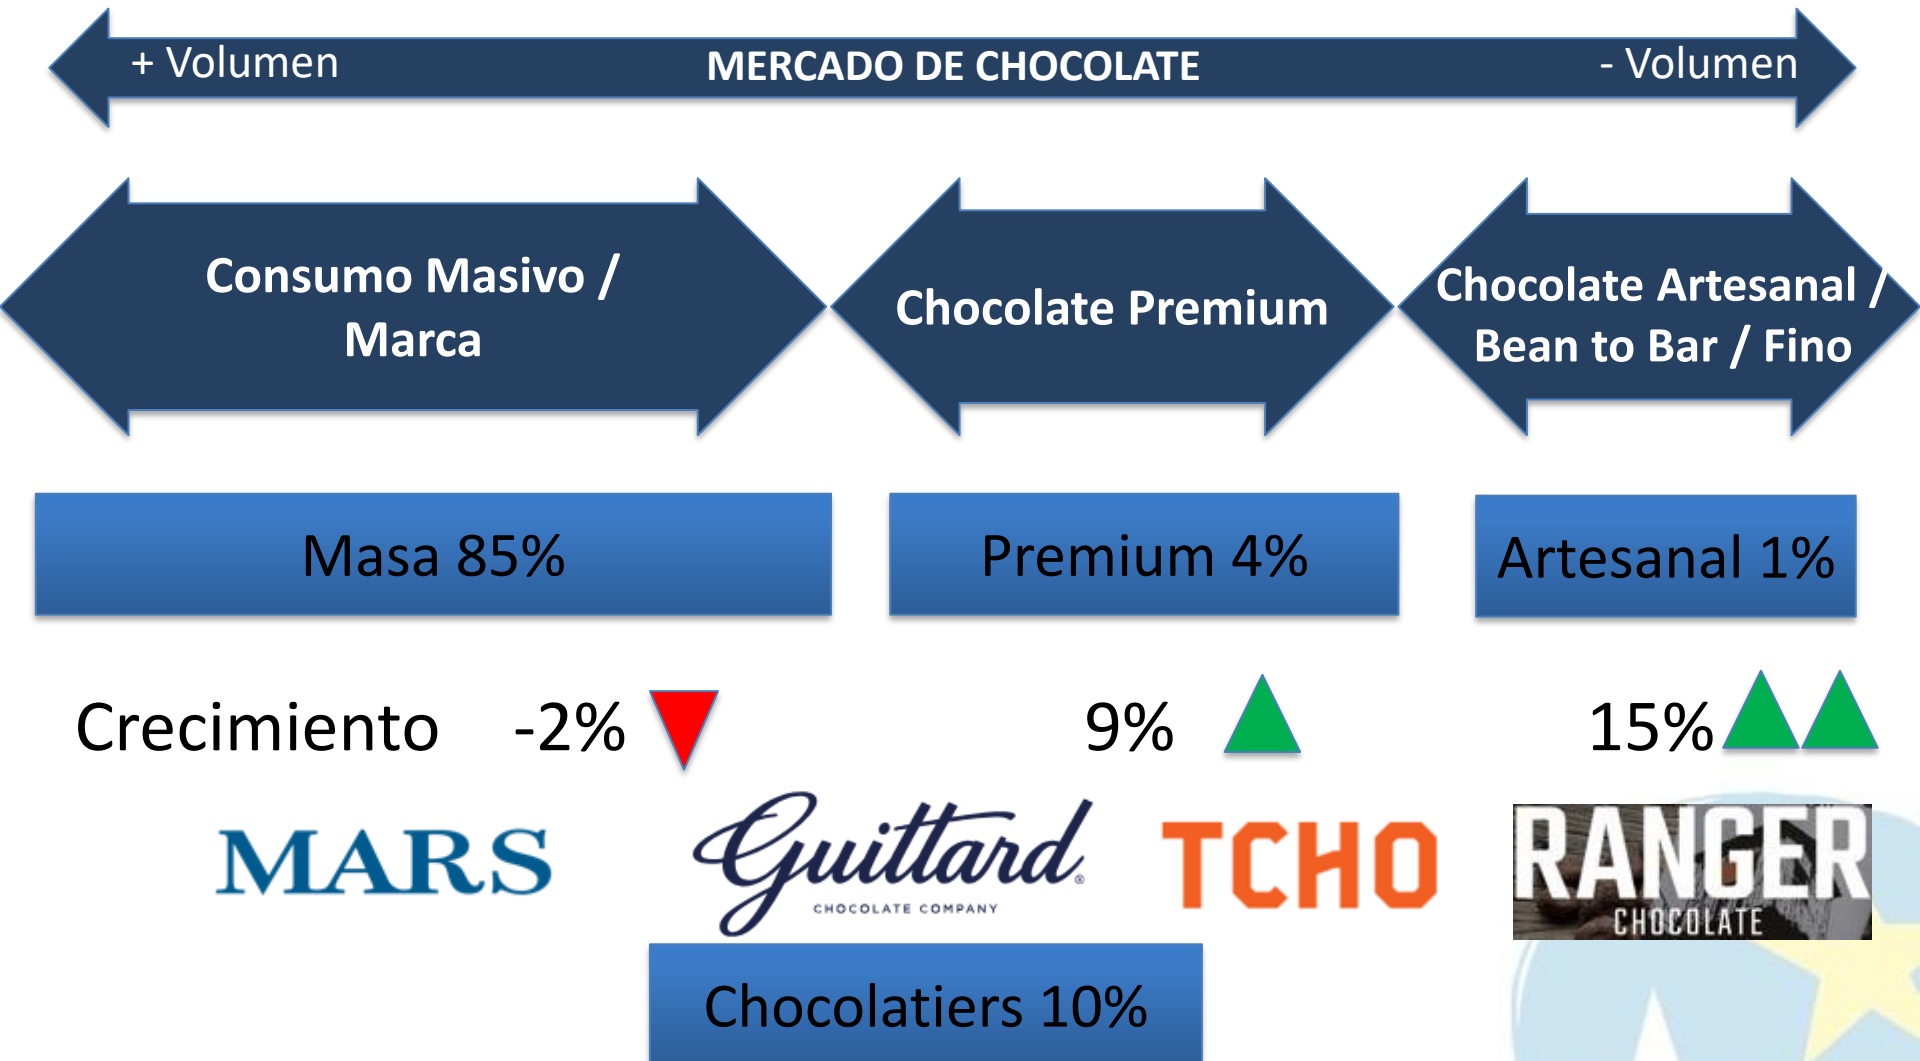 + Volumen
MERCADO DE CHOCOLATE
- Volumen
Consumo Masivo /
Marca
Chocolate Premium
Chocolate Artesanal /
Bean to Bar / Fino
Masa 85%
Premium 4%
Artesanal 1%
Crecimiento
-2%
9%
15%
MARS
Guittard®
CHOCOLATE COMPANY
TCHO
RANGER
CHOCOLATE
Chocolatiers 10%